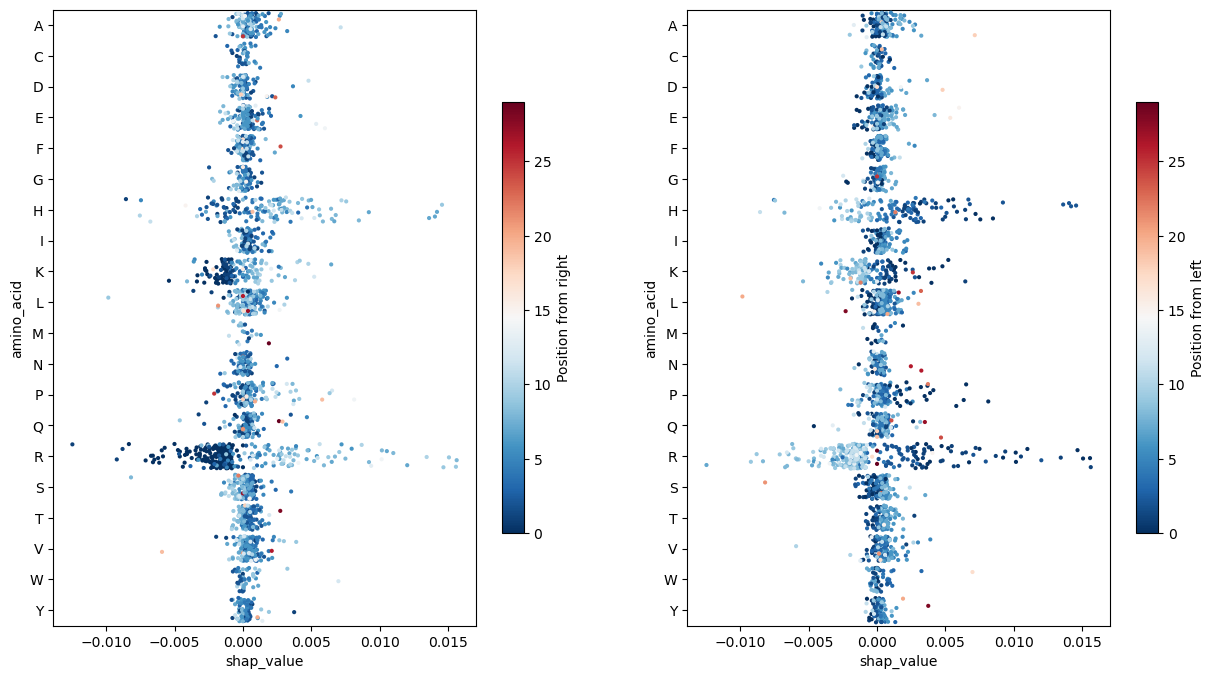 A
C
D
E
F
G
H
I
K
L
M
N
P
Q
R
S
T
V
W
Y
amino_acid
−0.010
−0.005
0.000
0.005
0.010
0.015
shap_value
25
20
15
10
5
0
Position from right
A
C
D
E
F
G
H
I
K
L
M
N
P
Q
R
S
T
V
W
Y
amino_acid
−0.010
−0.005
0.000
0.005
0.010
0.015
shap_value
25
20
15
10
5
0
Position from left